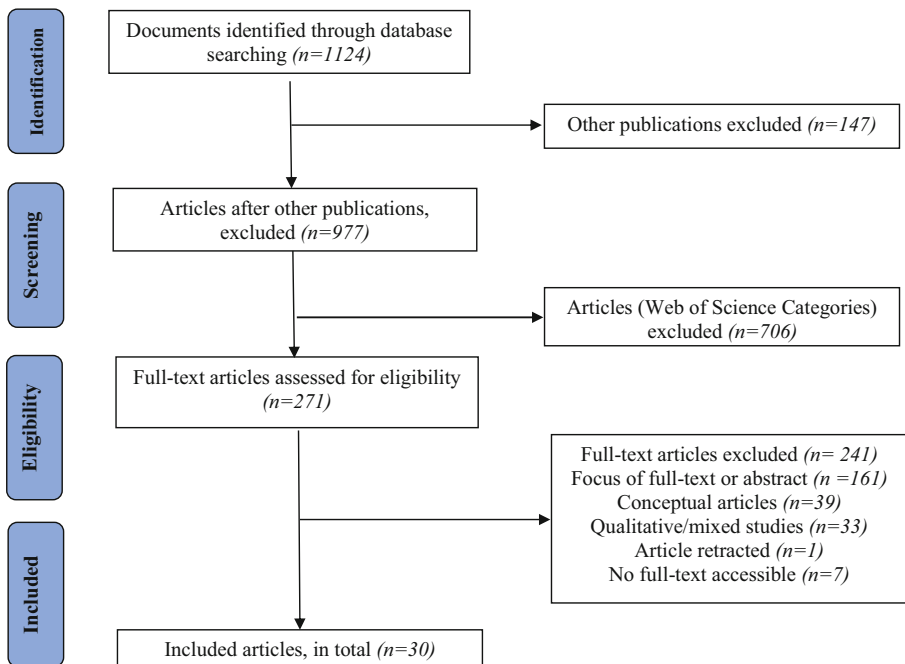 Identification
Documents identified through database
searching (n=1124)
Other publications excluded (n=147)
Screening
Articles after other publications,
excluded (n=977)
Articles (Web of Science Categories)
excluded (n=706)
Eligibility
Full-text articles assessed for eligibility
(n=271)
Full-text articles excluded (n= 241)
Focus of full-text or abstract (n =161)
Conceptual articles (n=39)
Qualitative/mixed studies (n=33)
Article retracted (n=1)
No full-text accessible (n=7)
Included
Included articles, in total (n=30)